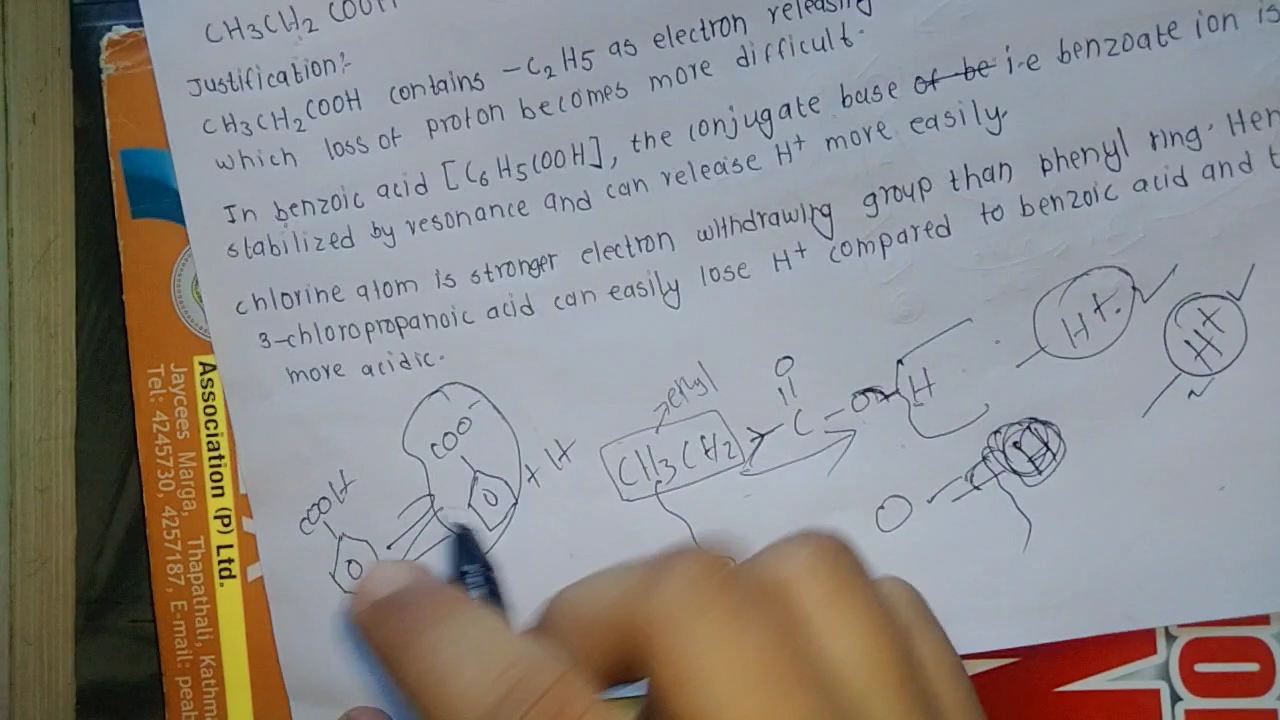 CH3CH2 COOH
Justification:-
CH3CH2COOH contains -C2H5 as electron releasing
which loss of proton becomes more difficult.
In benzoic acid [C6H5COOH], the conjugate base of be i.e benzoate ion is
stabilized by resonance and can release H+ more easily.
chlorine atom is stronger electron withdrawing group than phenyl ring. Hen
3-chloropropanoic acid can easily lose H+ compared to benzoic acid and
more acidic.
H+.
H+
ethyl
O
CH3CH2 C - O H
COO-
+ H
COOH
O
O
O H
Association (P) Ltd.
Jaycees Marga, Thapathali, Kathm
Tel: 4245730, 4257187, E-mail: peab